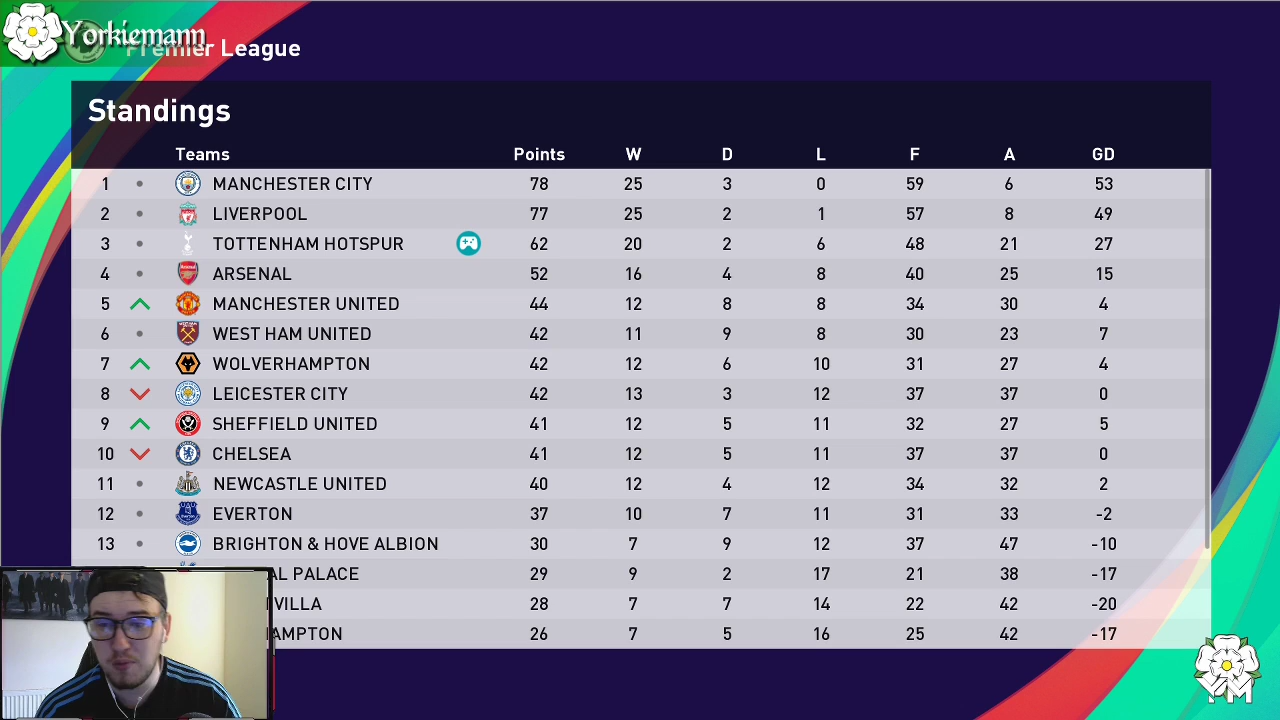 Yorkiemann
Premier League
Standings
Teams Points W D L F A GD
1 MANCHESTER CITY 78 25 3 0 59 6 53
2 LIVERPOOL 77 25 2 1 57 8 49
3 TOTTENHAM HOTSPUR 62 20 2 6 48 21 27
4 ARSENAL 52 16 4 8 40 25 15
5 MANCHESTER UNITED 44 12 8 8 34 30 4
6 WEST HAM UNITED 42 11 9 8 30 23 7
7 WOLVERHAMPTON 42 12 6 10 31 27 4
8 LEICESTER CITY 42 13 3 12 37 37 0
9 SHEFFIELD UNITED 41 12 5 11 32 27 5
10 CHELSEA 41 12 5 11 37 37 0
11 NEWCASTLE UNITED 40 12 4 12 34 32 2
12 EVERTON 37 10 7 11 31 33 -2
13 BRIGHTON & HOVE ALBION 30 7 9 12 37 47 -10
AL PALACE 29 9 2 17 21 38 -17
VILLA 28 7 7 14 22 42 -20
AMPTON 26 7 5 16 25 42 -17
YM